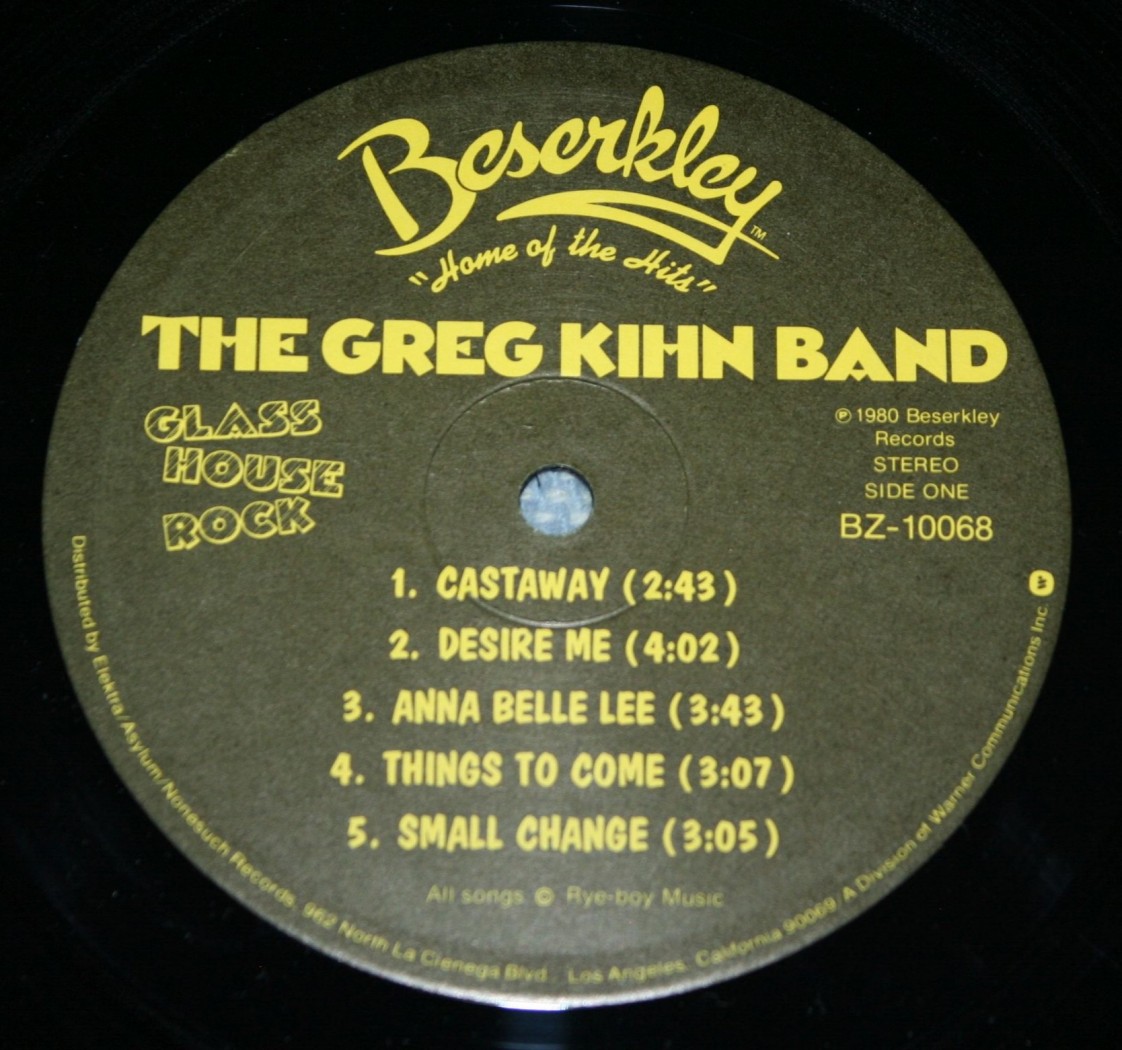 Beserkley™
"Home of the Hits"
THE GREG KIHN BAND
GLASS
HOUSE
ROCK
℗ 1980 Beserkley
Records
STEREO
SIDE ONE
BZ-10068
1. CASTAWAY (2:43)
2. DESIRE ME (4:02)
3. ANNA BELLE LEE (3:43)
4. THINGS TO COME (3:07)
5. SMALL CHANGE (3:05)
All songs © Rye-boy Music
Distributed by Elektra/Asylum/Nonesuch Records, 962 North La Cienega Blvd., Los Angeles, California 90069 A Division of Warner Communications Inc.